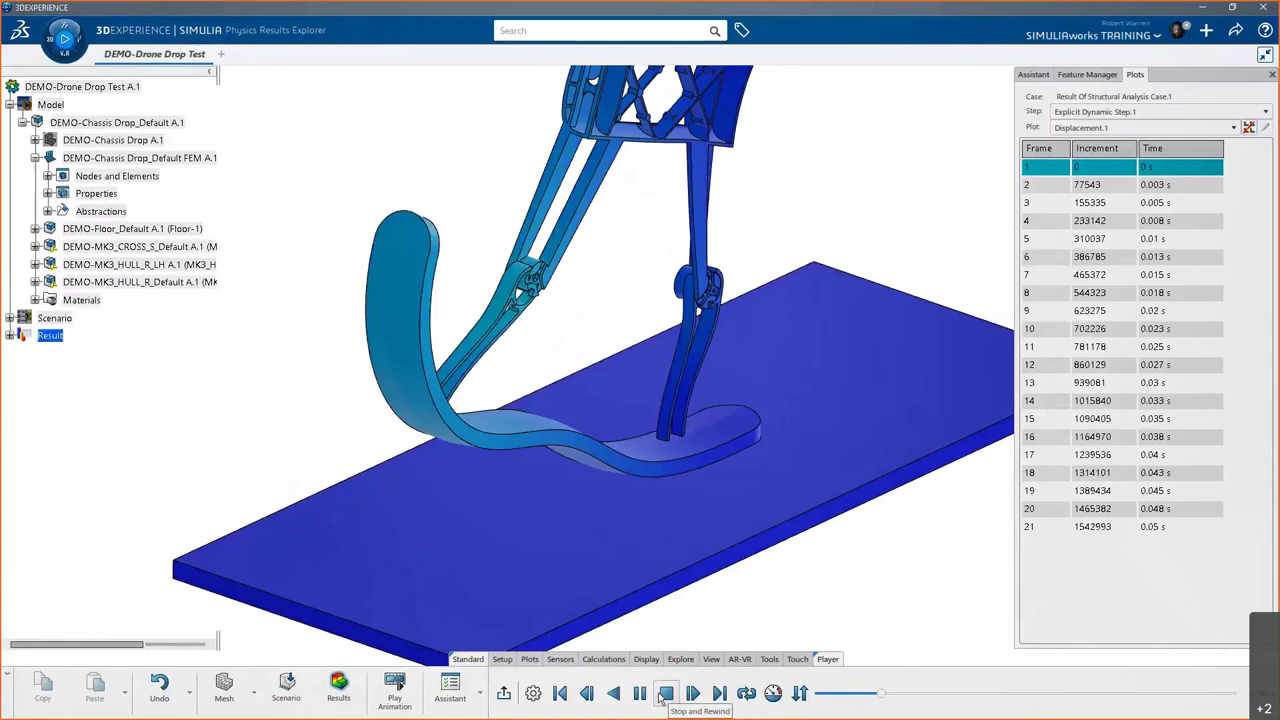 3DEXPERIENCE
3DEXPERIENCE | SIMULIA Physics Results Explorer
Search
Robert Warren
SIMULIAworks TRAINING
3D
V.R
DEMO-Drone Drop Test
DEMO-Drone Drop Test A.1
Model
DEMO-Chassis Drop_Default A.1
DEMO-Chassis Drop A.1
DEMO-Chassis Drop_Default FEM A.1
Nodes and Elements
Properties
Abstractions
DEMO-Floor_Default A.1 (Floor-1)
DEMO-MK3_CROSS_S_Default A.1 (M
DEMO-MK3_HULL_R_LH A.1 (MK3_H
DEMO-MK3_HULL_R_Default A.1 (MK
Materials
Scenario
Result
Assistant Feature Manager Plots
Case: Result Of Structural Analysis Case.1
Step: Explicit Dynamic Step.1
Plot: Displacement.1
Frame Increment Time
1 0 0 s
2 77543 0.003 s
3 155335 0.005 s
4 233142 0.008 s
5 310037 0.01 s
6 386785 0.013 s
7 465372 0.015 s
8 544323 0.018 s
9 623275 0.02 s
10 702226 0.023 s
11 781178 0.025 s
12 860129 0.027 s
13 939081 0.03 s
14 1015840 0.033 s
15 1090405 0.035 s
16 1164970 0.038 s
17 1239536 0.04 s
18 1314101 0.043 s
19 1389434 0.045 s
20 1465382 0.048 s
21 1542993 0.05 s
Standard Setup Plots Sensors Calculations Display Explore View AR-VR Tools Touch Player
Copy Paste Undo Mesh Scenario Results Play Animation Assistant
Stop and Rewind
+2